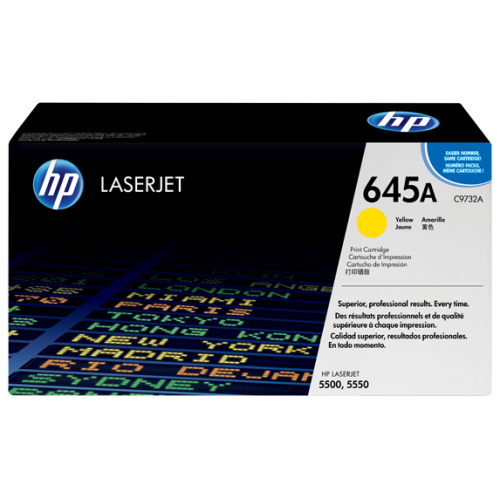 hp
EASIER NUMBER,
SAME CARTRIDGE!
NUMÉRO FACILE,
MÊME CARTOUCHE!
hp LASERJET
645A C9732A
Yellow Amarillo
Jaune 黄色
Print Cartridge
Cartouche d'Impression
Cartucho de Impresión
打印硒鼓
LONDON
MIAMI
PARIS
TOKYO
HONG KONG
NEW YORK
MADRID
RIO DE JANE
Superior, professional results. Every time.
Des résultats professionnels et de qualité
supérieure à chaque impression.
Calidad superior, resultados profesionales.
En todo momento.
HP LASERJET
5500, 5550